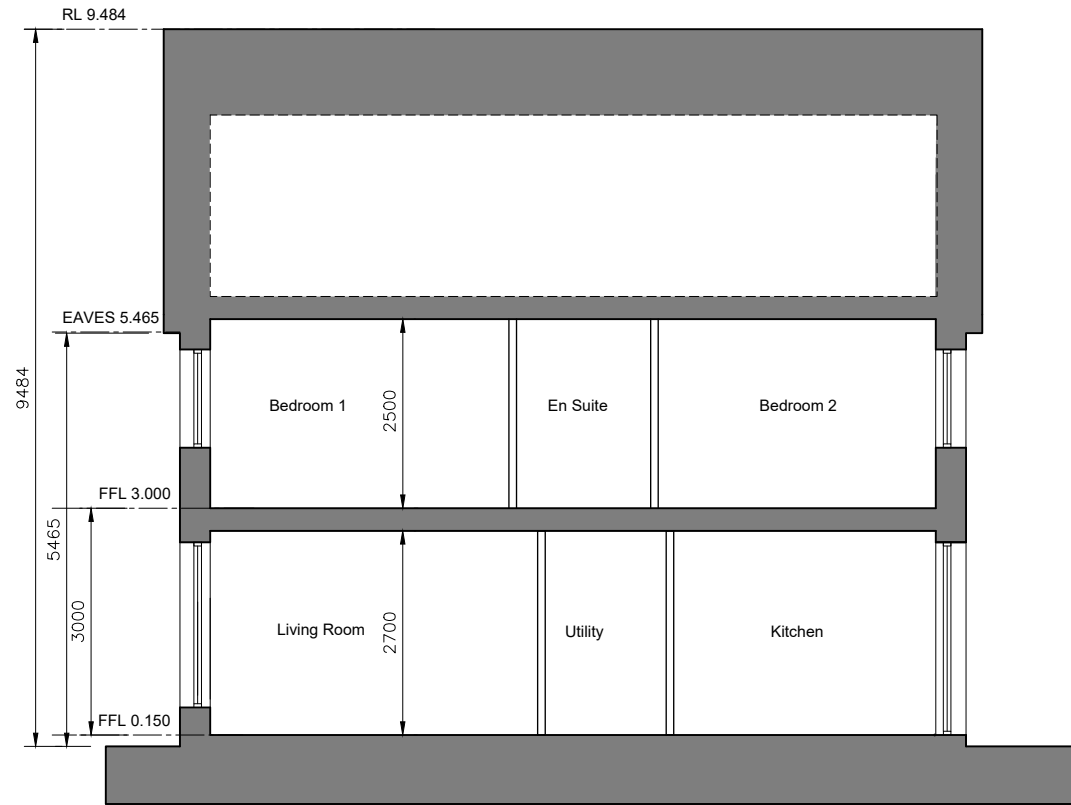 RL 9.484
EAVES 5.465
9484
Bedroom 1
2500
En Suite
Bedroom 2
FFL 3.000
5465
3000
Living Room
2700
Utility
Kitchen
FFL 0.150